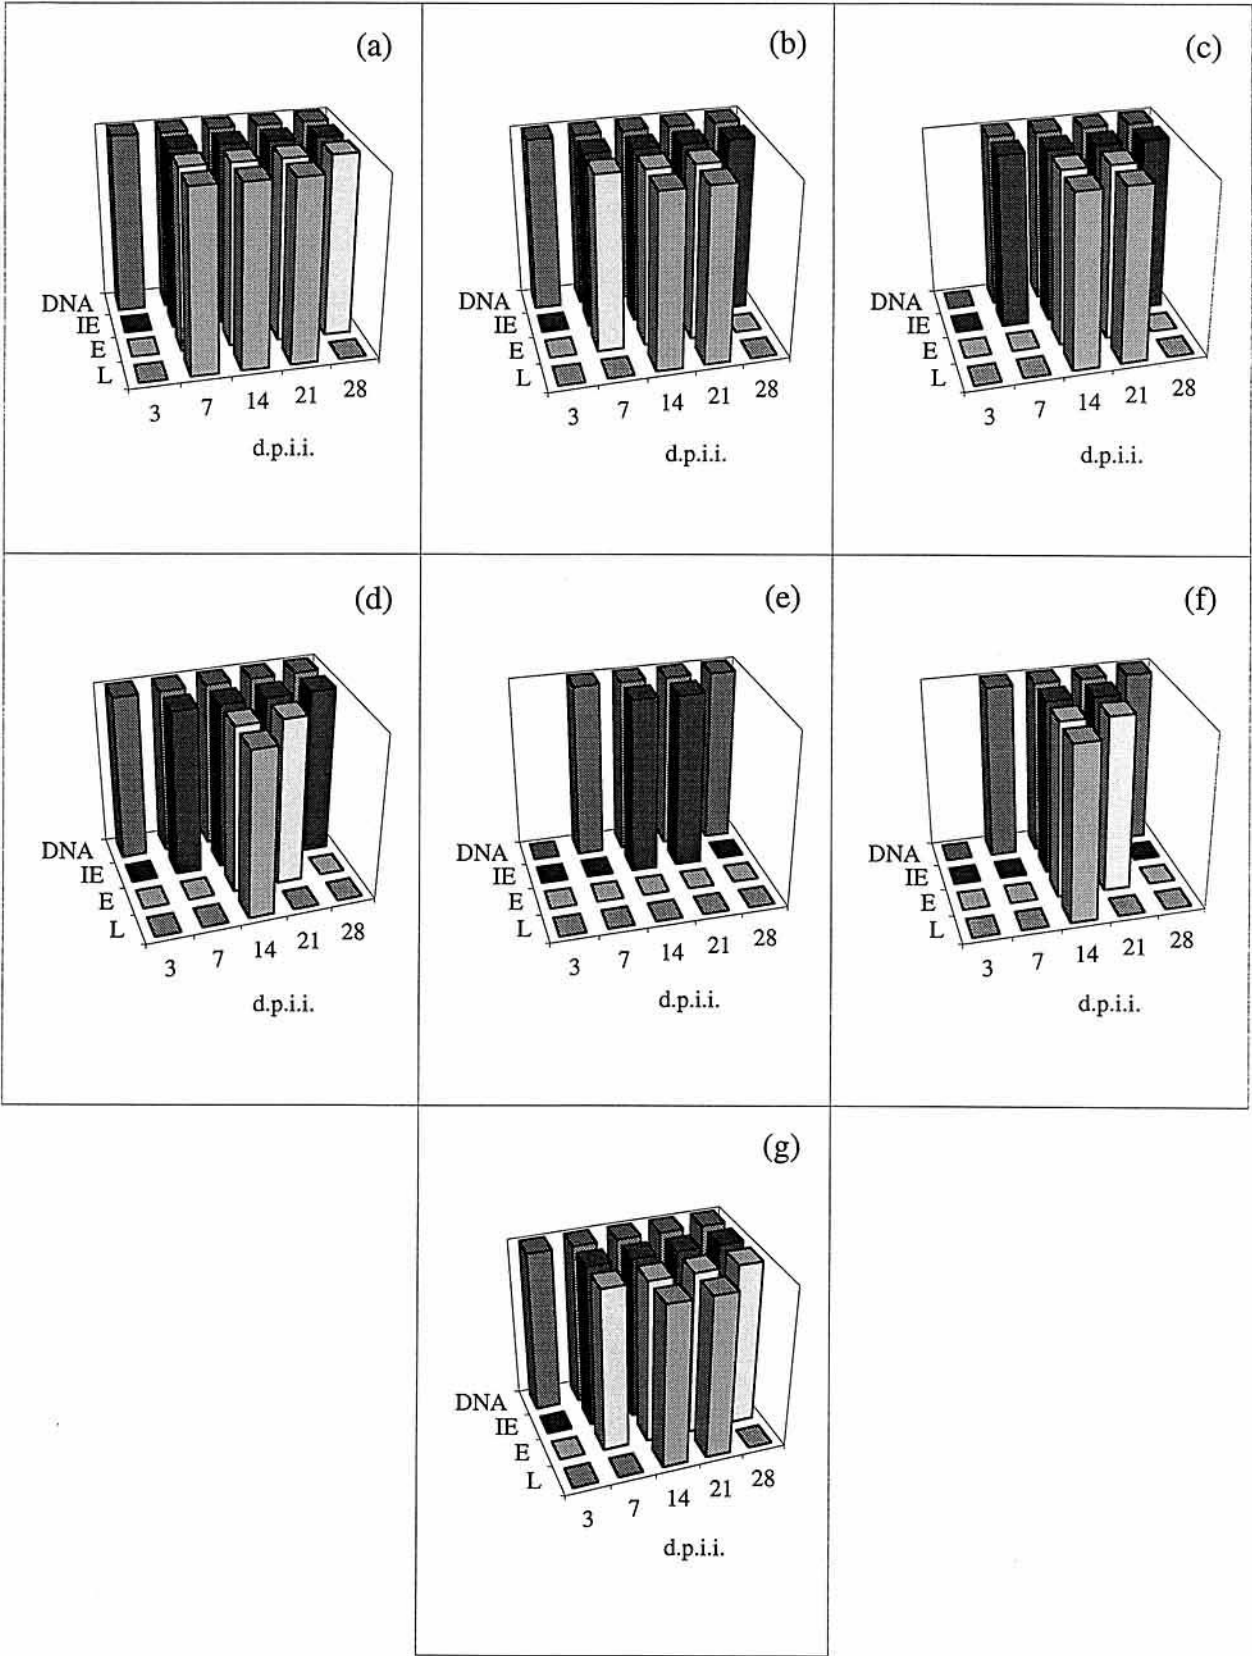 (a)
DNA
IE
E
L
3 7 14 21 28
d.p.i.i.
(b)
DNA
IE
E
L
3 7 14 21 28
d.p.i.i.
(c)
DNA
IE
E
L
3 7 14 21 28
d.p.i.i.
(d)
DNA
IE
E
L
3 7 14 21 28
d.p.i.i.
(e)
DNA
IE
E
L
3 7 14 21 28
d.p.i.i.
(f)
DNA
IE
E
L
3 7 14 21 28
d.p.i.i.
(g)
DNA
IE
E
L
3 7 14 21 28
d.p.i.i.